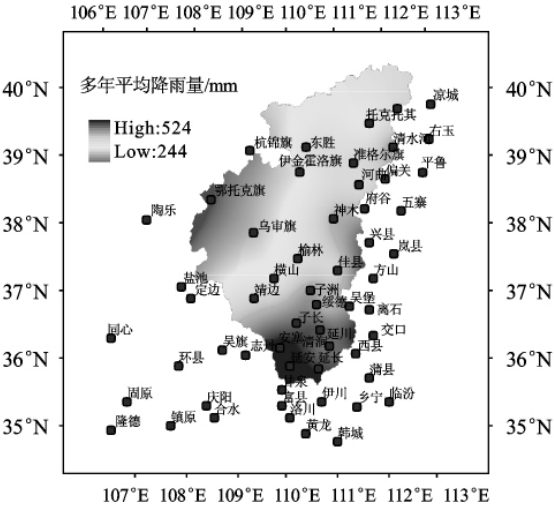 106°E 107°E 108°E 109°E 110°E 111°E 112°E 113°E
多年平均降雨量/mm
High:524
Low:244
40°N 40°N
39°N 39°N
38°N 38°N
37°N 37°N
36°N 36°N
35°N 35°N
凉城
托克托其
右玉
清水河
杭锦旗
东胜
准格尔旗
平鲁
伊金霍洛旗
偏关
河曲
鄂托克旗
府谷
五寨
陶乐
神木
乌审旗
兴县
岚县
榆林
佳县
横山
方山
盐池
定边
靖边
子洲
绥德
吴堡
离石
子长
交口
同心
安塞
清涧
延川
吴旗
志丹
西县
环县
延安
延长
蒲县
甘泉
固原
庆阳
富县
伊川
乡宁
临汾
隆德
镇原
合水
洛川
黄龙
韩城
107°E 108°E 109°E 110°E 111°E 112°E 113°E